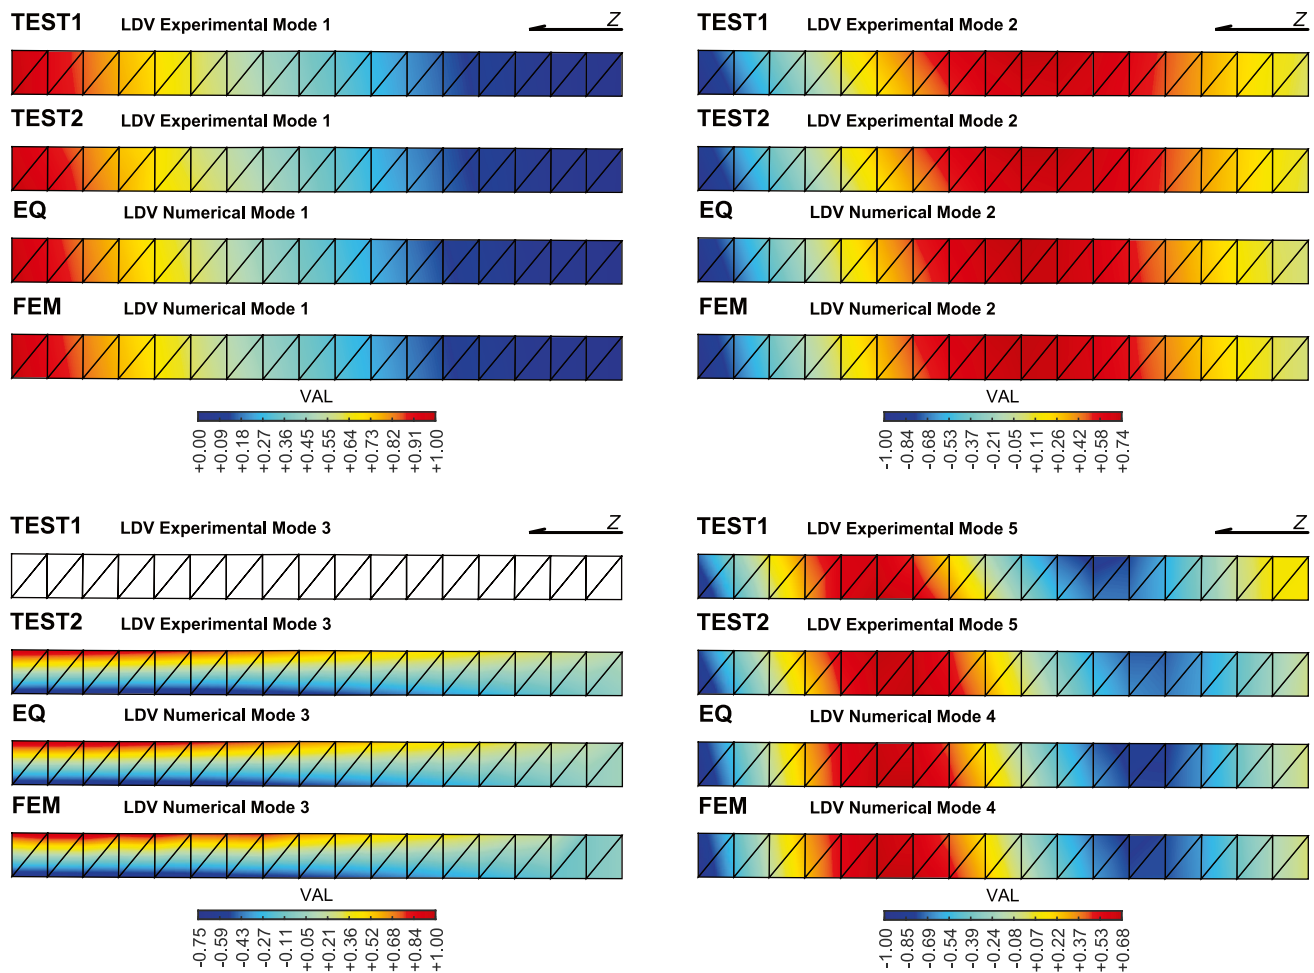 TEST1 LDV Experimental Mode 1 Z
TEST2 LDV Experimental Mode 1
EQ LDV Numerical Mode 1
FEM LDV Numerical Mode 1
VAL
+0.00 +0.09 +0.18 +0.27 +0.36 +0.45 +0.55 +0.64 +0.73 +0.82 +0.91 +1.00
TEST1 LDV Experimental Mode 2 Z
TEST2 LDV Experimental Mode 2
EQ LDV Numerical Mode 2
FEM LDV Numerical Mode 2
VAL
-1.00 -0.84 -0.68 -0.53 -0.37 -0.21 -0.05 +0.11 +0.26 +0.42 +0.58 +0.74
TEST1 LDV Experimental Mode 3 Z
TEST2 LDV Experimental Mode 3
EQ LDV Numerical Mode 3
FEM LDV Numerical Mode 3
VAL
-0.75 -0.59 -0.43 -0.27 -0.11 +0.05 +0.21 +0.36 +0.52 +0.68 +0.84 +1.00
TEST1 LDV Experimental Mode 5 Z
TEST2 LDV Experimental Mode 5
EQ LDV Numerical Mode 4
FEM LDV Numerical Mode 4
VAL
-1.00 -0.85 -0.69 -0.54 -0.39 -0.24 -0.08 +0.07 +0.22 +0.37 +0.53 +0.68